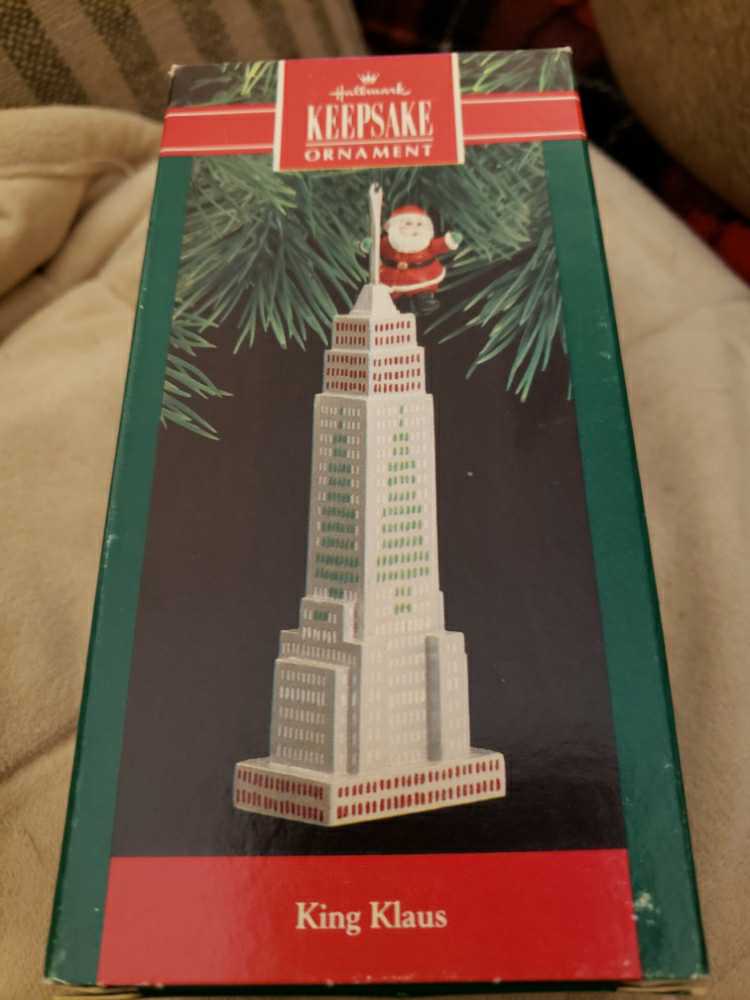 Hallmark
KEEPSAKE
ORNAMENT
King Klaus